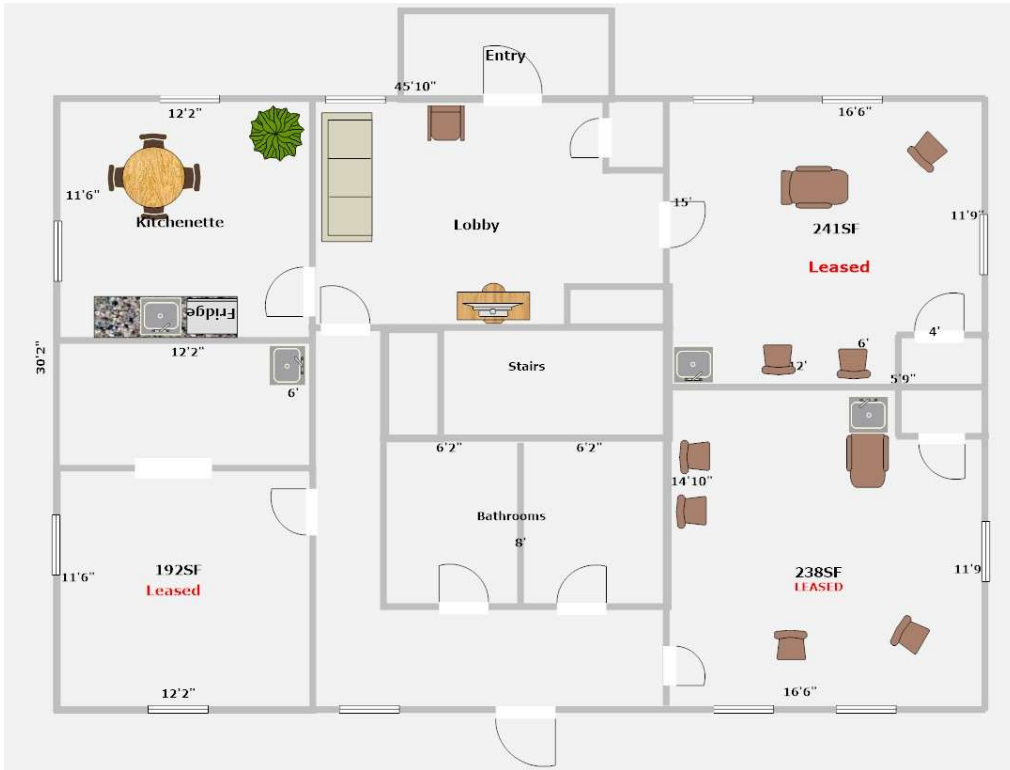 Entry
45'10"
12'2"
16'6"
11'6"
Kitchenette
Lobby
15'
241SF
11'9"
Leased
Fridge
4'
6'
30'2"
12'2"
6'
Stairs
12'
5'9"
6'2"
6'2"
14'10"
Bathrooms
8'
192SF
Leased
11'6"
238SF
LEASED
11'9
12'2"
16'6"